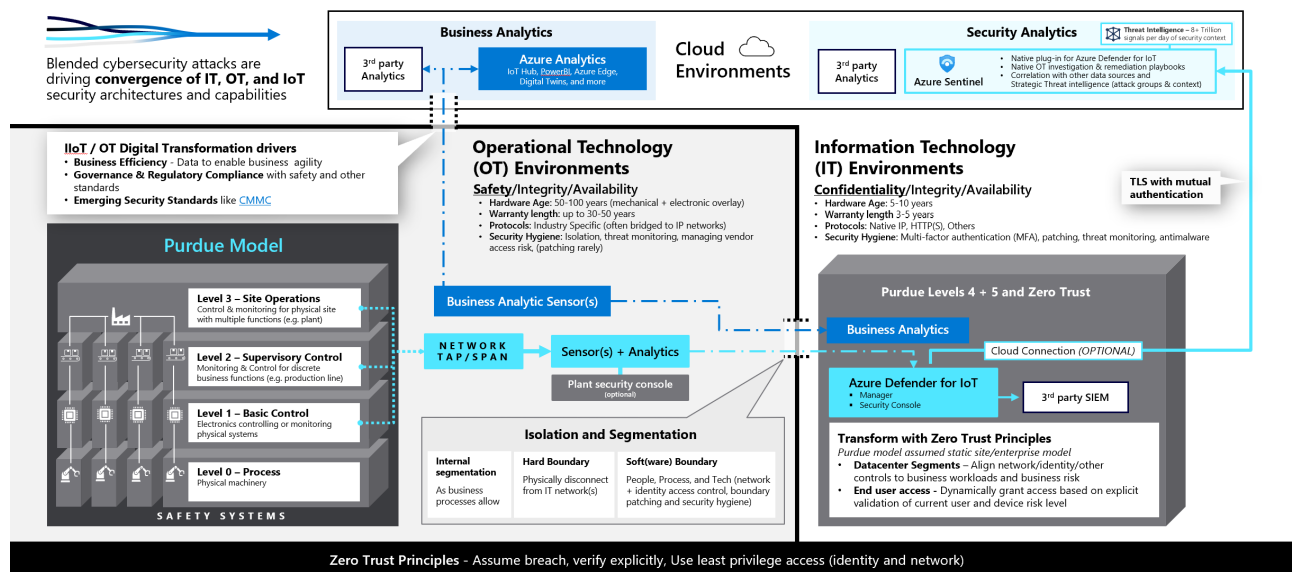 Blended cybersecurity attacks are
driving convergence of IT, OT, and IoT
security architectures and capabilities
Business Analytics
3rd party
Analytics
Azure Analytics
IoT Hub, PowerBI, Azure Edge,
Digital Twins, and more
Cloud
Environments
Security Analytics
Threat Intelligence – 8+ Trillion
signals per day of security context
3rd party
Analytics
Azure Sentinel
• Native plug-in for Azure Defender for IoT
• Native OT investigation & remediation playbooks
• Correlation with other data sources and
Strategic Threat intelligence (attack groups & context)
IIoT / OT Digital Transformation drivers
• Business Efficiency - Data to enable business agility
• Governance & Regulatory Compliance with safety and other
standards
• Emerging Security Standards like CMMC
Operational Technology
(OT) Environments
Safety/Integrity/Availability
• Hardware Age: 50-100 years (mechanical + electronic overlay)
• Warranty length: up to 30-50 years
• Protocols: Industry Specific (often bridged to IP networks)
• Security Hygiene: Isolation, threat monitoring, managing vendor
access risk, (patching rarely)
Information Technology
(IT) Environments
Confidentiality/Integrity/Availability
• Hardware Age: 5-10 years
• Warranty length 3-5 years
• Protocols: Native IP, HTTP(S), Others
• Security Hygiene: Multi-factor authentication (MFA), patching, threat monitoring, antimalware
TLS with mutual
authentication
Purdue Model
Level 3 – Site Operations
Control & monitoring for physical site
with multiple functions (e.g. plant)
Level 2 – Supervisory Control
Monitoring & Control for discrete
business functions (e.g. production line)
Level 1 – Basic Control
Electronics controlling or monitoring
physical systems
Level 0 – Process
Physical machinery
SAFETY SYSTEMS
Business Analytic Sensor(s)
NETWORK
TAP/SPAN
Sensor(s) + Analytics
Plant security console
(optional)
Isolation and Segmentation
Internal
segmentation
As business
processes allow
Hard Boundary
Physically disconnect
from IT network(s)
Soft(ware) Boundary
People, Process, and Tech (network
+ identity access control, boundary
patching and security hygiene)
Purdue Levels 4 + 5 and Zero Trust
Business Analytics
Cloud Connection (OPTIONAL)
Azure Defender for IoT
• Manager
• Security Console
3rd party SIEM
Transform with Zero Trust Principles
Purdue model assumed static site/enterprise model
• Datacenter Segments – Align network/identity/other
controls to business workloads and business risk
• End user access - Dynamically grant access based on explicit
validation of current user and device risk level
Zero Trust Principles - Assume breach, verify explicitly, Use least privilege access (identity and network)